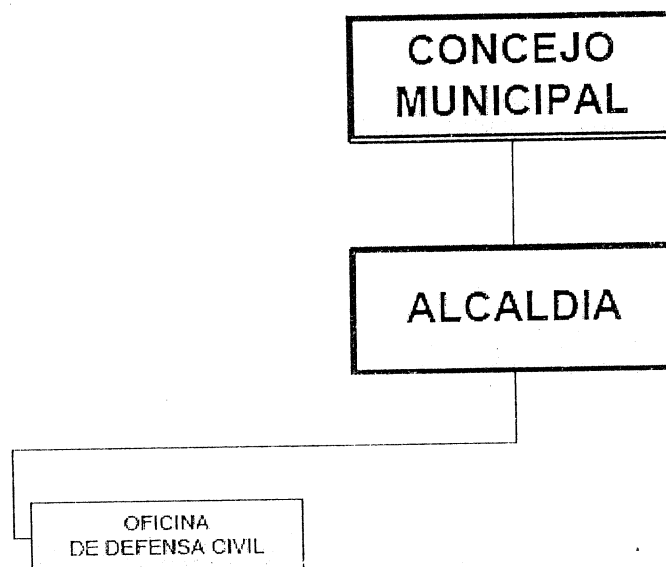 CONCEJO
MUNICIPAL
ALCALDIA
OFICINA
DE DEFENSA CIVIL